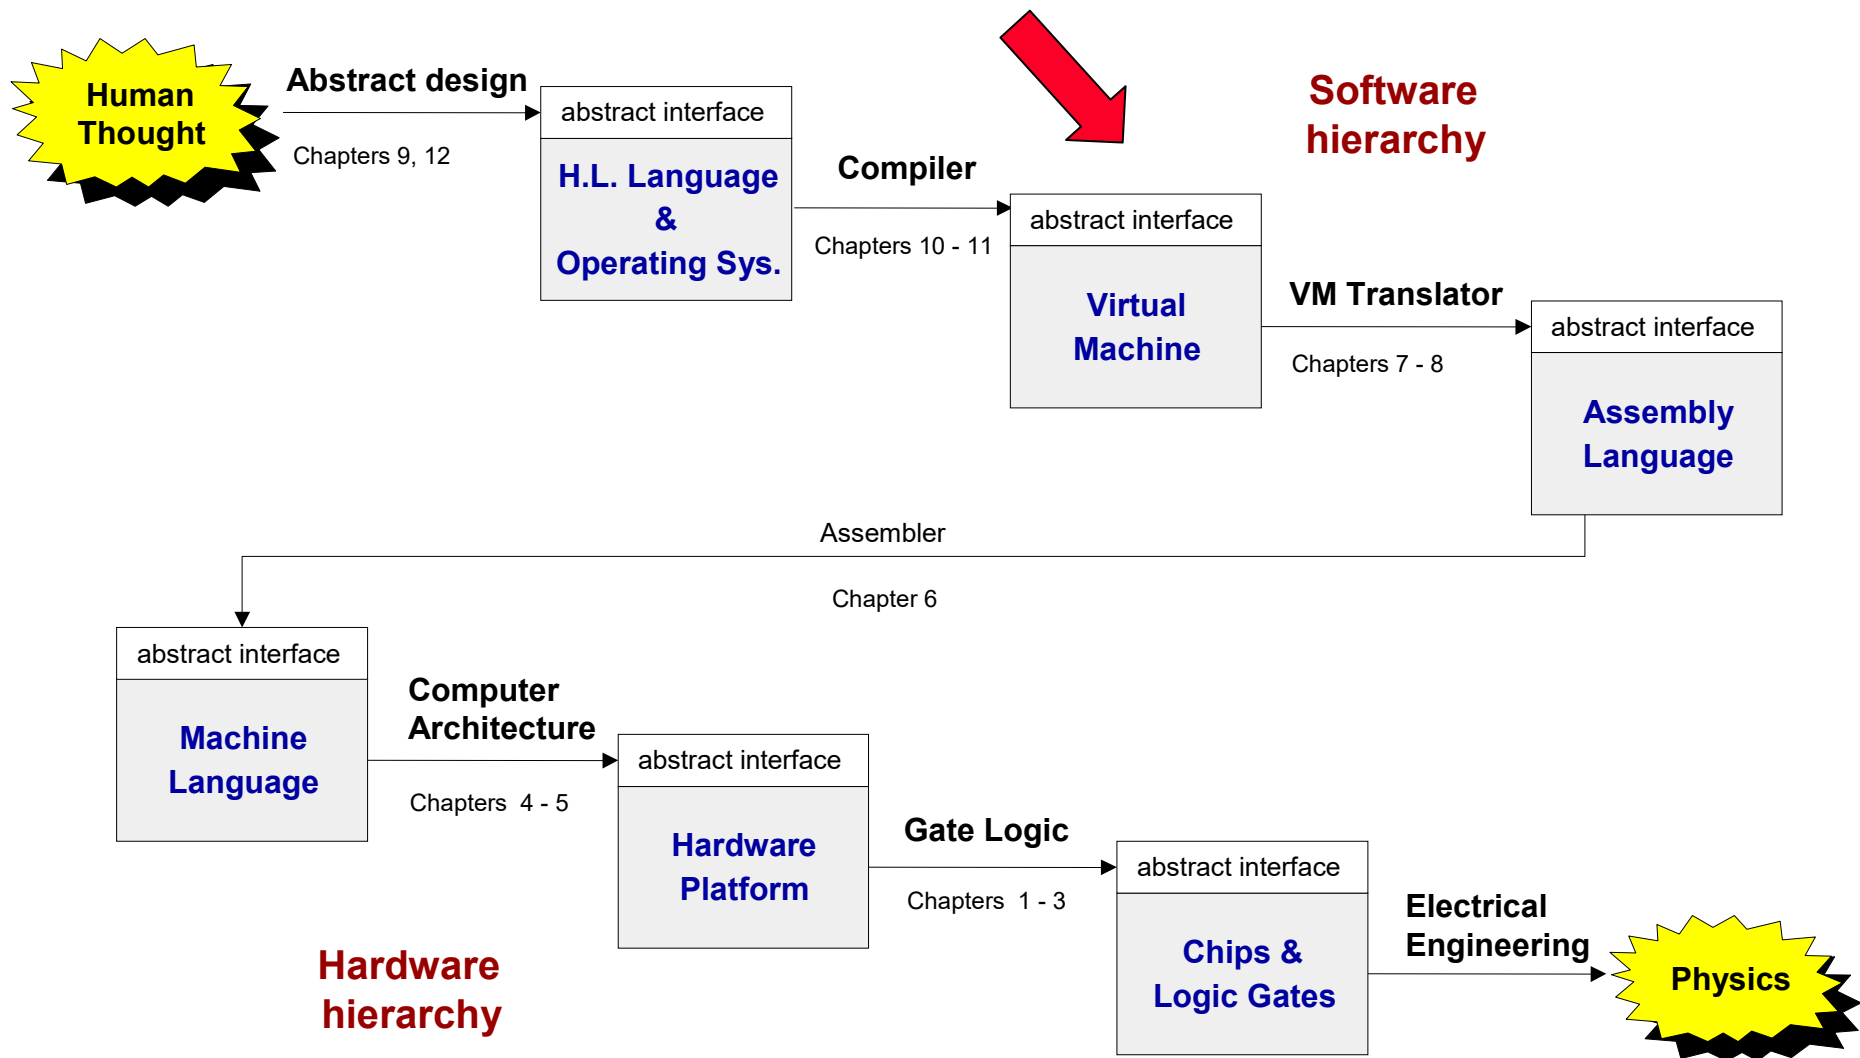 Human
Thought
Abstract design
Chapters 9, 12
abstract interface
H.L. Language
&
Operating Sys.
Compiler
Chapters 10 - 11
Software
hierarchy
abstract interface
Virtual
Machine
VM Translator
Chapters 7 - 8
abstract interface
Assembly
Language
Assembler
Chapter 6
abstract interface
Machine
Language
Computer
Architecture
Chapters 4 - 5
abstract interface
Hardware
Platform
Gate Logic
Chapters 1 - 3
abstract interface
Chips &
Logic Gates
Electrical
Engineering
Physics
Hardware
hierarchy